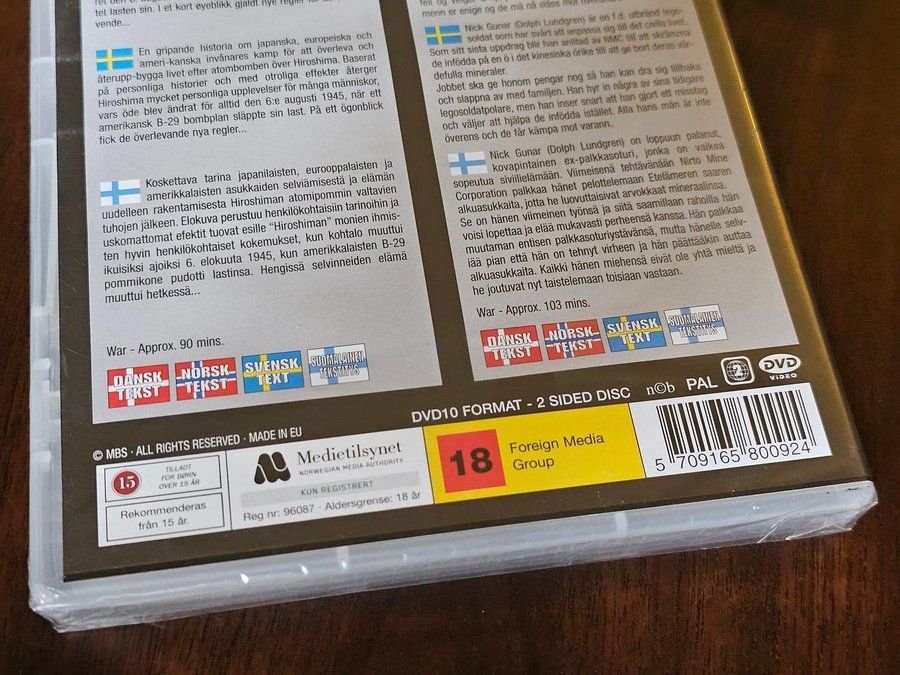 tet lasten sin. I et kort øyeblikk gjaldt nye regler for
vende...
En gripande historia om japanska, europeiska och
ameri-kanska invånares kamp för att överleva och
återupp-bygga livet efter atombomben över Hiroshima. Baserat
på personliga historier och med otroliga effekter återger
Hiroshima mycket personliga upplevelser för många människor,
vars öde blev ändrat för alltid den 6:e augusti 1945, när ett
amerikansk B-29 bombplan släppte sin last. På ett ögonblick
fick de överlevande nya regler...
Koskettava tarina japanilaisten, eurooppalaisten ja
amerikkalaisten asukkaiden selviämisestä ja elämän
uudelleen rakentamisesta Hiroshiman atomipommin valtavien
tuhojen jälkeen. Elokuva perustuu henkilökohtaisiin tarinoihin ja
uskomattomat efektit tuovat esille "Hiroshiman" monien ihmis-
ten hyvin henkilökohtaiset kokemukset, kun kohtalo muuttui
ikuisiksi ajoiksi 6. elokuuta 1945, kun amerikkalaisten B-29
pommikone pudotti lastinsa. Hengissä selvinneiden elämä
muuttui hetkessä...
War - Approx. 90 mins.
DANSK TEKST
NORSK TEKST
SVENSK TEXT
SUOMALAINEN TEKSTITYS
menn er enige og de må nå slåss mot hverandre
Nick Gunar (Dolph Lundgren) är en f.d. utbränd lego-
soldat som har svårt att anpassa sig till det civila livet.
Som sitt sista uppdrag blir han anlitad av NMC till att skrämma
de infödda på en ö i det kinesiska örike till att ge bort deras vär-
defulla mineraler.
Jobbet ska ge honom pengar nog så han kan dra sig tillbaka
och slappna av med familjen. Han hyr in några av sina tidigare
legosoldatpolare, men han inser snart att han gjort ett misstag
och väljer att hjälpa de infödda istället. Alla hans män är inte
överens och de får kämpa mot varann.
Nick Gunar (Dolph Lundgren) on loppuun palanut,
kovapintainen ex-palkkasoturi, jonka on vaikea
sopeutua siviilielämään. Viimeisenä tehtävänään Nirto Mine
Corporation palkkaa hänet pelottelemaan Etelämeren saaren
alkuasukkaita, jotta he luovuttaisivat arvokkaat mineraalinsa.
Se on hänen viimeinen työnsä ja siitä saamillaan rahoilla hän
voisi lopettaa ja elää mukavasti perheensä kanssa. Hän palkkaa
muutaman entisen palkkasoturiystävänsä, mutta hänelle selv-
iää pian että hän on tehnyt virheen ja hän päättääkin auttaa
alkuasukkaita. Kaikki hänen miehensä eivät ole yhtä mieltä ja
he joutuvat nyt taistelemaan toisiaan vastaan.
War - Approx. 103 mins.
DANSK TEKST
NORSK TEKST
SVENSK TEXT
SUOMALAINEN TEKSTITYS
DVD10 FORMAT - 2 SIDED DISC n©b PAL 2 DVD VIDEO
© MBS · ALL RIGHTS RESERVED · MADE IN EU
15 TILLADT FOR BØRN OVER 15 ÅR
Rekommenderas
från 15 år.
Medietilsynet
NORWEGIAN MEDIA AUTHORITY
KUN REGISTRERT
Reg nr: 96087 · Aldersgrense: 18 år
18
Foreign Media
Group
5 709165 800924